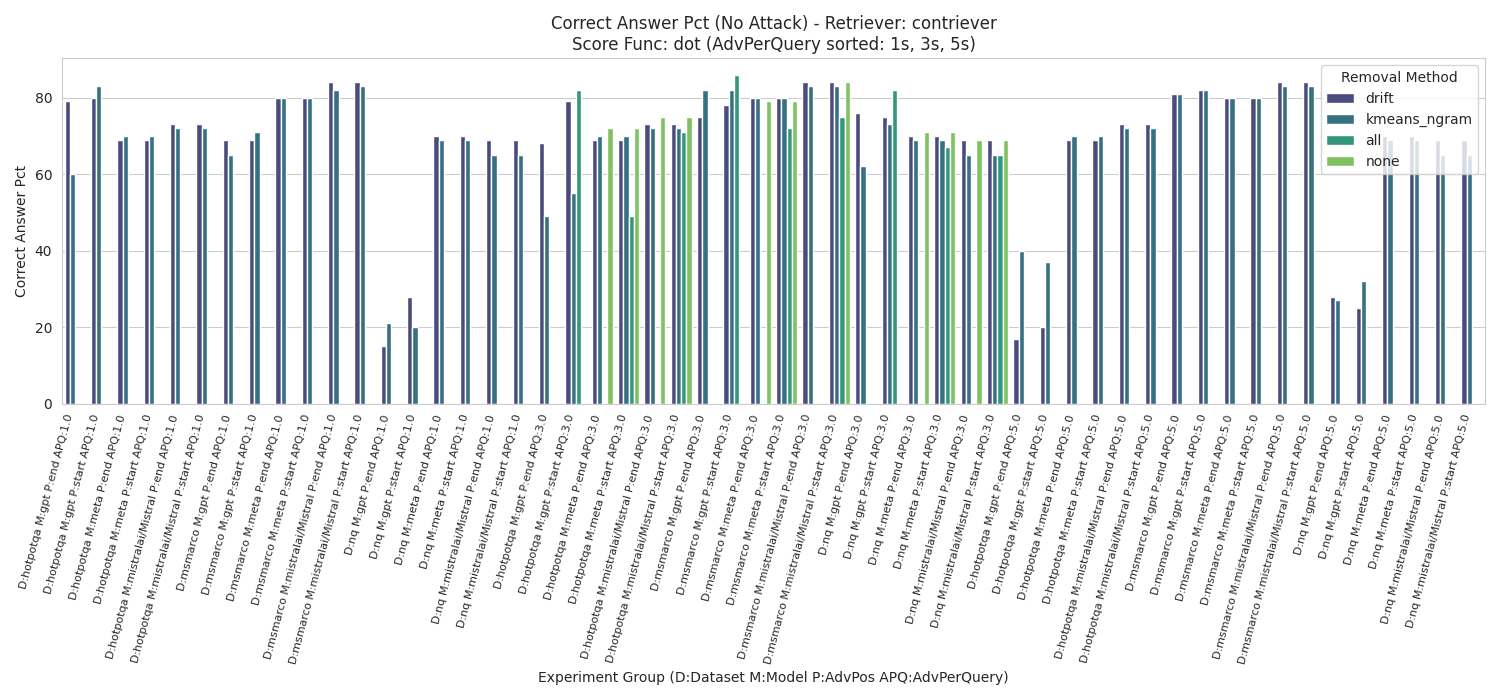 Correct Answer Pct (No Attack) - Retriever: contriever
Score Func: dot (AdvPerQuery sorted: 1s, 3s, 5s)
Removal Method
drift
kmeans_ngram
all
none
Correct Answer Pct
80
60
40
20
0
D:hotpotqa M:gpt P:end APQ:1.0
D:hotpotqa M:gpt P:start APQ:1.0
D:hotpotqa M:meta P:end APQ:1.0
D:hotpotqa M:meta P:start APQ:1.0
D:hotpotqa M:mistralai/Mistral P:end APQ:1.0
D:hotpotqa M:mistralai/Mistral P:start APQ:1.0
D:msmarco M:gpt P:end APQ:1.0
D:msmarco M:gpt P:start APQ:1.0
D:msmarco M:meta P:end APQ:1.0
D:msmarco M:meta P:start APQ:1.0
D:msmarco M:mistralai/Mistral P:end APQ:1.0
D:msmarco M:mistralai/Mistral P:start APQ:1.0
D:nq M:gpt P:end APQ:1.0
D:nq M:gpt P:start APQ:1.0
D:nq M:meta P:end APQ:1.0
D:nq M:meta P:start APQ:1.0
D:nq M:mistralai/Mistral P:end APQ:1.0
D:nq M:mistralai/Mistral P:start APQ:1.0
D:hotpotqa M:gpt P:end APQ:3.0
D:hotpotqa M:gpt P:start APQ:3.0
D:hotpotqa M:meta P:end APQ:3.0
D:hotpotqa M:meta P:start APQ:3.0
D:hotpotqa M:mistralai/Mistral P:end APQ:3.0
D:hotpotqa M:mistralai/Mistral P:start APQ:3.0
D:msmarco M:gpt P:end APQ:3.0
D:msmarco M:gpt P:start APQ:3.0
D:msmarco M:meta P:end APQ:3.0
D:msmarco M:meta P:start APQ:3.0
D:msmarco M:mistralai/Mistral P:end APQ:3.0
D:msmarco M:mistralai/Mistral P:start APQ:3.0
D:nq M:gpt P:end APQ:3.0
D:nq M:gpt P:start APQ:3.0
D:nq M:meta P:end APQ:3.0
D:nq M:meta P:start APQ:3.0
D:nq M:mistralai/Mistral P:end APQ:3.0
D:nq M:mistralai/Mistral P:start APQ:3.0
D:hotpotqa M:gpt P:end APQ:5.0
D:hotpotqa M:gpt P:start APQ:5.0
D:hotpotqa M:meta P:end APQ:5.0
D:hotpotqa M:meta P:start APQ:5.0
D:hotpotqa M:mistralai/Mistral P:end APQ:5.0
D:hotpotqa M:mistralai/Mistral P:start APQ:5.0
D:msmarco M:gpt P:end APQ:5.0
D:msmarco M:gpt P:start APQ:5.0
D:msmarco M:meta P:end APQ:5.0
D:msmarco M:meta P:start APQ:5.0
D:msmarco M:mistralai/Mistral P:end APQ:5.0
D:msmarco M:mistralai/Mistral P:start APQ:5.0
D:nq M:gpt P:end APQ:5.0
D:nq M:gpt P:start APQ:5.0
D:nq M:meta P:end APQ:5.0
D:nq M:meta P:start APQ:5.0
D:nq M:mistralai/Mistral P:end APQ:5.0
D:nq M:mistralai/Mistral P:start APQ:5.0
Experiment Group (D:Dataset M:Model P:AdvPos APQ:AdvPerQuery)